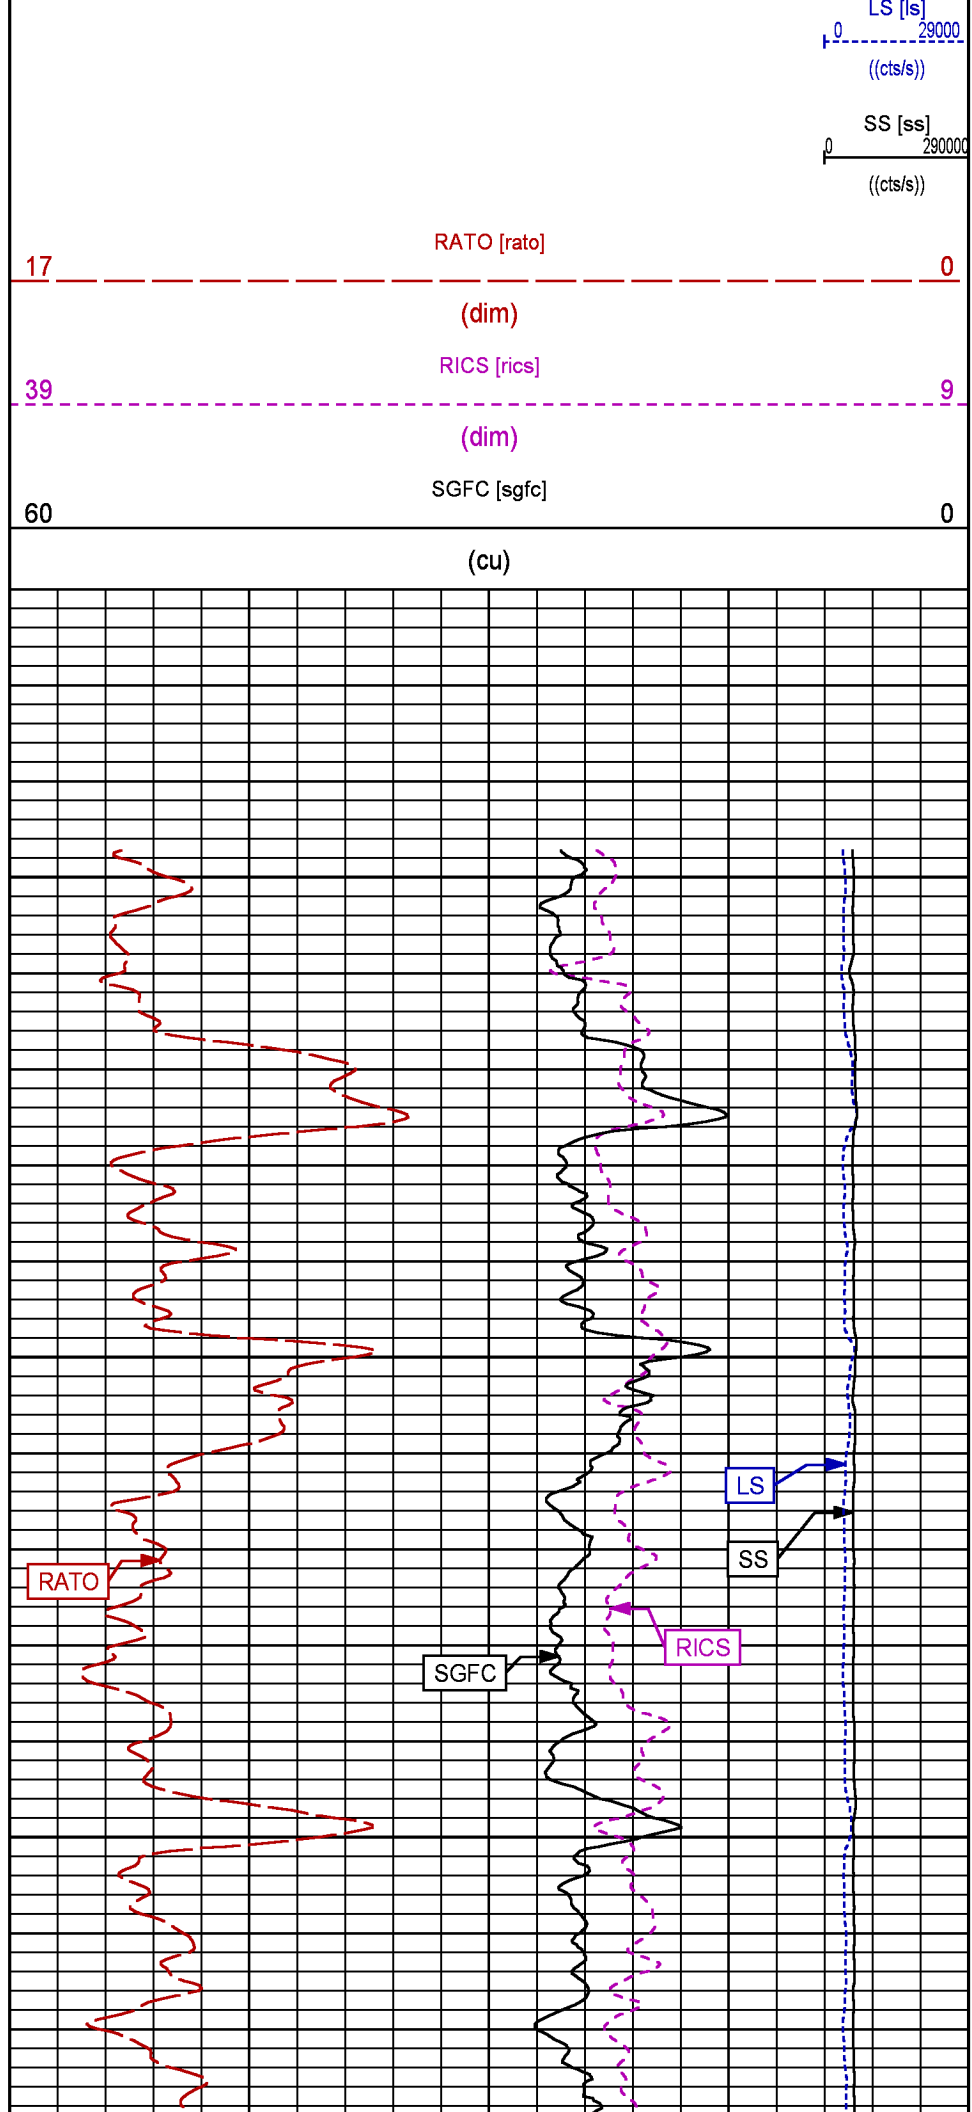 LS [ls]
0 29000
((cts/s))
SS [ss]
0 290000
((cts/s))
RATO [rato]
17 0
(dim)
RICS [rics]
39 9
(dim)
SGFC [sgfc]
60 0
(cu)
LS
SS
RATO
RICS
SGFC